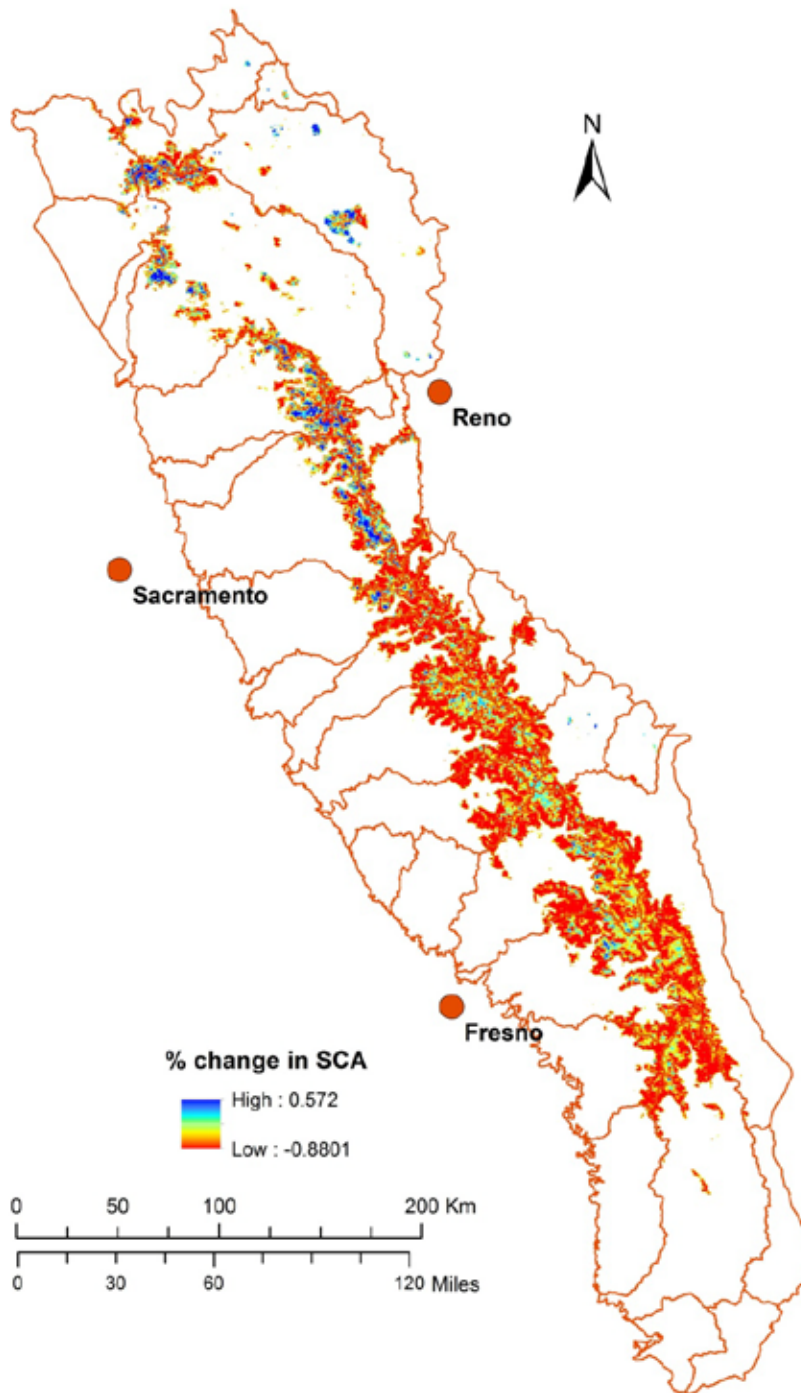 N
Reno
Sacramento
Fresno
% change in SCA
High : 0.572
Low : -0.8801
0 50 100 200 Km
0 30 60 120 Miles